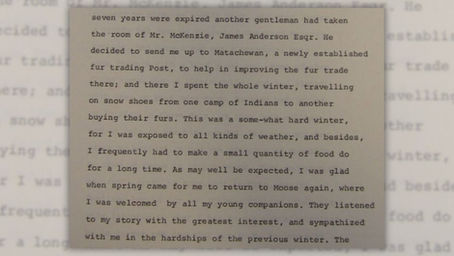 seven years were expired another gentleman had taken
the room of Mr. McKenzie, James Anderson Esqr. He
decided to send me up to Matachewan, a newly established
fur trading Post, to help in improving the fur trade
there; and there I spent the whole winter, travelling
on snow shoes from one camp of Indians to another
buying their furs. This was a some-what hard winter,
for I was exposed to all kinds of weather, and besides,
I frequently had to make a small quantity of food do
for a long time. As may well be expected, I was glad
when spring came for me to return to Moose again, where
I was welcomed by all my young companions. They listened
to my story with the greatest interest, and sympathized
with me in the hardships of the previous winter. The